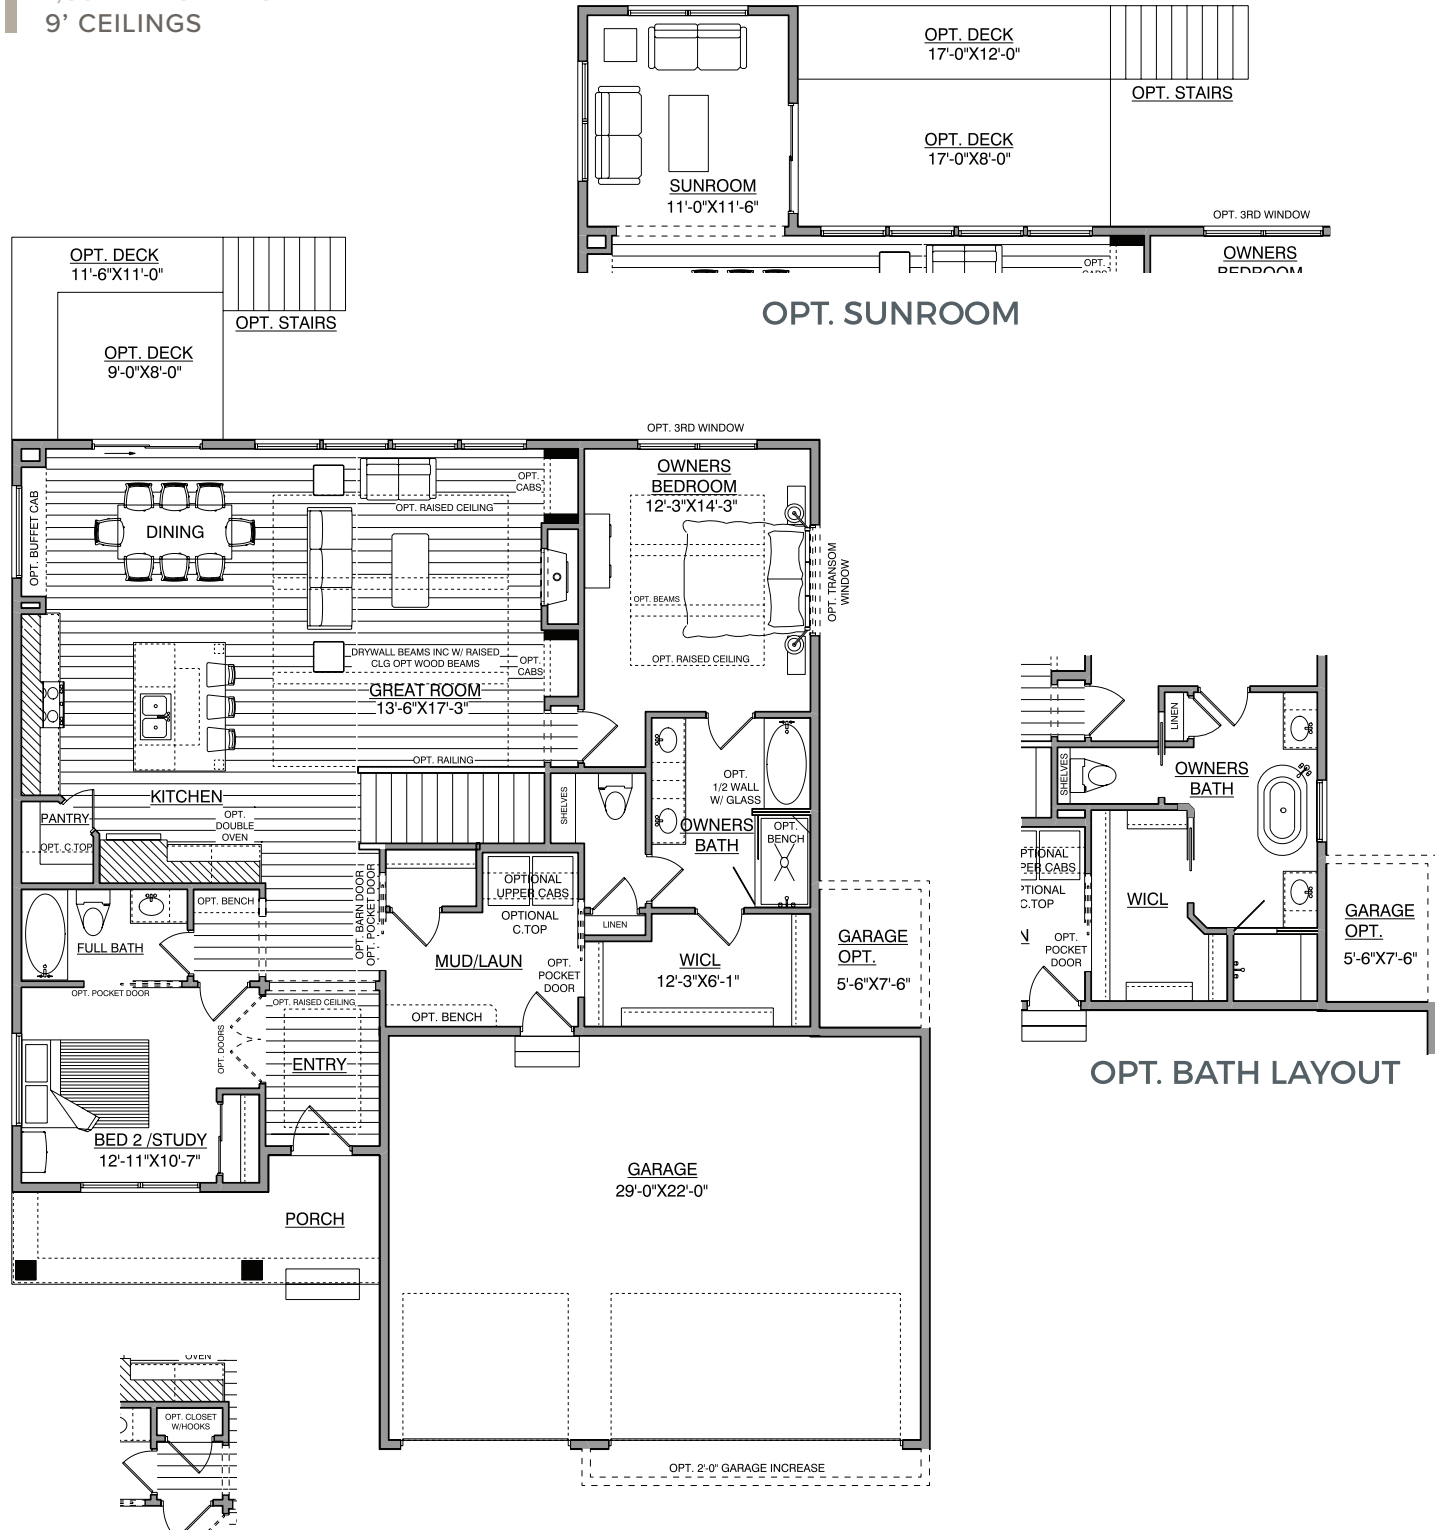 9’ CEILINGS
OPT. DECK
17'-0"X12'-0"
OPT. STAIRS
OPT. DECK
17'-0"X8'-0"
SUNROOM
11'-0"X11'-6"
OPT. 3RD WINDOW
OWNERS
BEDROOM
OPT.
CABS
OPT. SUNROOM
OPT. DECK
11'-6"X11'-0"
OPT. STAIRS
OPT. DECK
9'-0"X8'-0"
OPT. 3RD WINDOW
OPT. BUFFET CAB
DINING
OPT.
CABS
OPT. RAISED CEILING
OWNERS
BEDROOM
12'-3"X14'-3"
OPT. TRANSOM
WINDOW
OPT. BEAMS
OPT. RAISED CEILING
DRYWALL BEAMS INC W/ RAISED
CLG OPT WOOD BEAMS
OPT.
CABS
GREAT ROOM
13'-6"X17'-3"
OPT. RAILING
KITCHEN
PANTRY
OPT. C.TOP
OPT.
DOUBLE
OVEN
SHELVES
OPT.
1/2 WALL
W/ GLASS
OWNERS
BATH
OPT.
BENCH
OPT. BARN DOOR
OPT. POCKET DOOR
OPTIONAL
UPPER CABS
OPTIONAL
C.TOP
OPT. BENCH
FULL BATH
LINEN
MUD/LAUN
OPT.
POCKET
DOOR
WICL
12'-3"X6'-1"
GARAGE
OPT.
5'-6"X7'-6"
OPT. POCKET DOOR
OPT. RAISED CEILING
OPT. BENCH
OPT. DOORS
ENTRY
BED 2 /STUDY
12'-11"X10'-7"
PORCH
GARAGE
29'-0"X22'-0"
OPT. 2'-0" GARAGE INCREASE
LINEN
SHELVES
OWNERS
BATH
OPTIONAL
UPPER CABS
OPTIONAL
C.TOP
WICL
N
OPT.
POCKET
DOOR
GARAGE
OPT.
5'-6"X7'-6"
OPT. BATH LAYOUT
OVEN
OPT. CLOSET
W/HOOKS